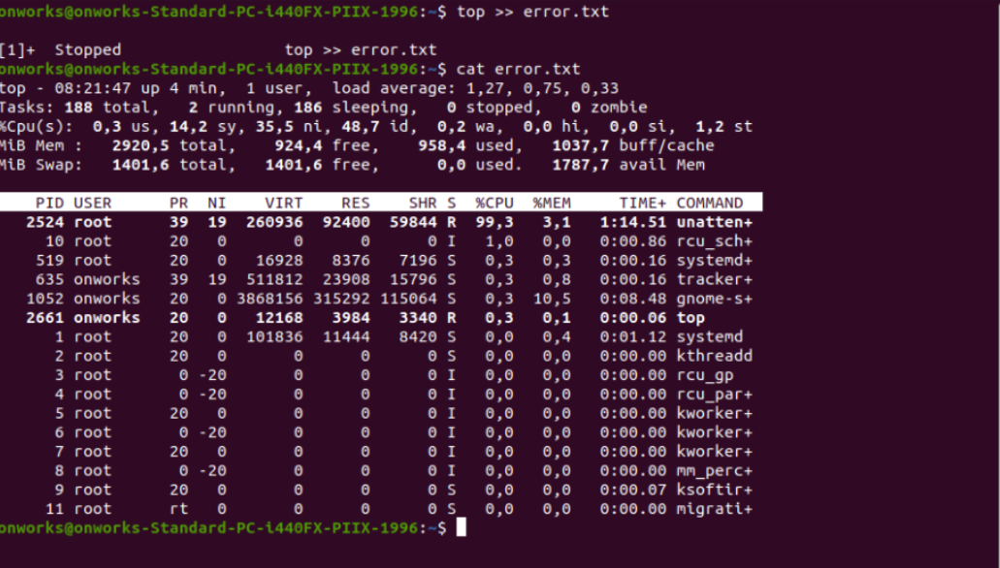 onworks@onworks-Standard-PC-i440FX-PIIX-1996:~$ top >> error.txt
[1]+  Stopped                 top >> error.txt
onworks@onworks-Standard-PC-i440FX-PIIX-1996:~$ cat error.txt
top - 08:21:47 up 4 min,  1 user,  load average: 1,27, 0,75, 0,33
Tasks: 188 total,   2 running, 186 sleeping,   0 stopped,   0 zombie
%Cpu(s):  0,3 us, 14,2 sy, 35,5 ni, 48,7 id,  0,2 wa,  0,0 hi,  0,0 si,  1,2 st
MiB Mem :   2920,5 total,    924,4 free,    958,4 used,   1037,7 buff/cache
MiB Swap:   1401,6 total,   1401,6 free,      0,0 used.   1787,7 avail Mem
    PID USER      PR  NI    VIRT    RES    SHR S  %CPU  %MEM     TIME+ COMMAND
   2524 root      39  19  260936  92400  59844 R  99,3   3,1   1:14.51 unatten+
     10 root      20   0       0      0      0 I   1,0   0,0   0:00.86 rcu_sch+
    519 root      20   0   16928   8376   7196 S   0,3   0,3   0:00.16 systemd+
    635 onworks   39  19  511812  23908  15796 S   0,3   0,8   0:00.16 tracker+
   1052 onworks   20   0 3868156 315292 115064 S   0,3  10,5   0:08.48 gnome-s+
   2661 onworks   20   0   12168   3984   3340 R   0,3   0,1   0:00.06 top
      1 root      20   0  101836  11444   8420 S   0,0   0,4   0:01.12 systemd
      2 root      20   0       0      0      0 S   0,0   0,0   0:00.00 kthreadd
      3 root       0 -20       0      0      0 I   0,0   0,0   0:00.00 rcu_gp
      4 root       0 -20       0      0      0 I   0,0   0,0   0:00.00 rcu_par+
      5 root      20   0       0      0      0 I   0,0   0,0   0:00.00 kworker+
      6 root       0 -20       0      0      0 I   0,0   0,0   0:00.00 kworker+
      7 root      20   0       0      0      0 I   0,0   0,0   0:00.00 kworker+
      8 root       0 -20       0      0      0 I   0,0   0,0   0:00.00 mm_perc+
      9 root      20   0       0      0      0 S   0,0   0,0   0:00.07 ksoftir+
     11 root      rt   0       0      0      0 S   0,0   0,0   0:00.00 migrati+
onworks@onworks-Standard-PC-i440FX-PIIX-1996:~$